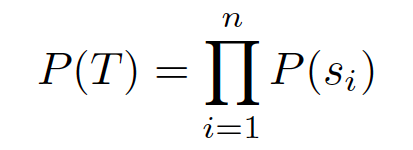 P(T) = ∏_{i=1}^{n} P(s_i)